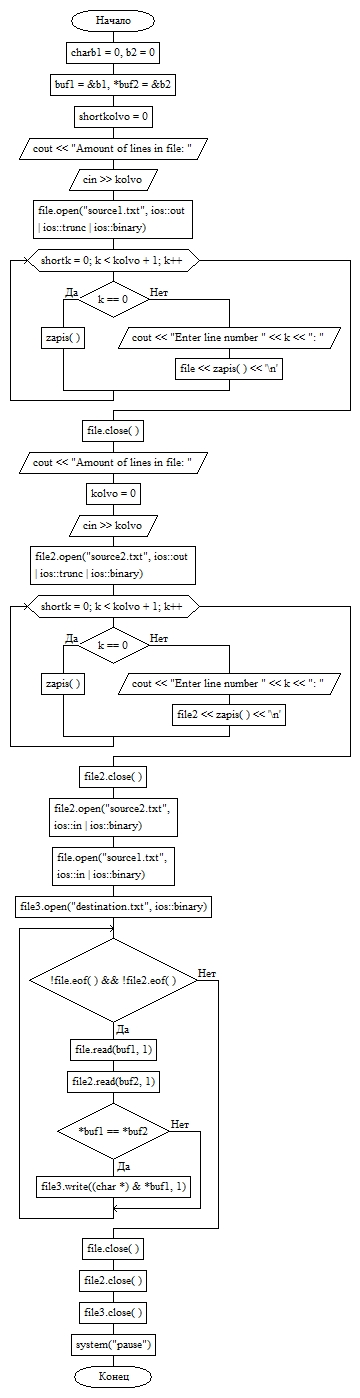 Начало
charb1 = 0, b2 = 0
buf1 = &b1, *buf2 = &b2
shortkolvo = 0
cout << "Amount of lines in file: "
cin >> kolvo
file.open("source1.txt", ios::out
| ios::trunc | ios::binary)
shortk = 0; k < kolvo + 1; k++
Да
Нет
k == 0
zapis( )
cout << "Enter line number " << k << ": "
file << zapis( ) << '\n'
file.close( )
cout << "Amount of lines in file: "
kolvo = 0
cin >> kolvo
file2.open("source2.txt", ios::out
| ios::trunc | ios::binary)
shortk = 0; k < kolvo + 1; k++
Да
Нет
k == 0
zapis( )
cout << "Enter line number " << k << ": "
file2 << zapis( ) << '\n'
file2.close( )
file2.open("source2.txt",
ios::in | ios::binary)
file.open("source1.txt",
ios::in | ios::binary)
file3.open("destination.txt", ios::binary)
Нет
!file.eof( ) && !file2.eof( )
Да
file.read(buf1, 1)
file2.read(buf2, 1)
Нет
*buf1 == *buf2
Да
file3.write((char *) & *buf1, 1)
file.close( )
file2.close( )
file3.close( )
system("pause")
Конец